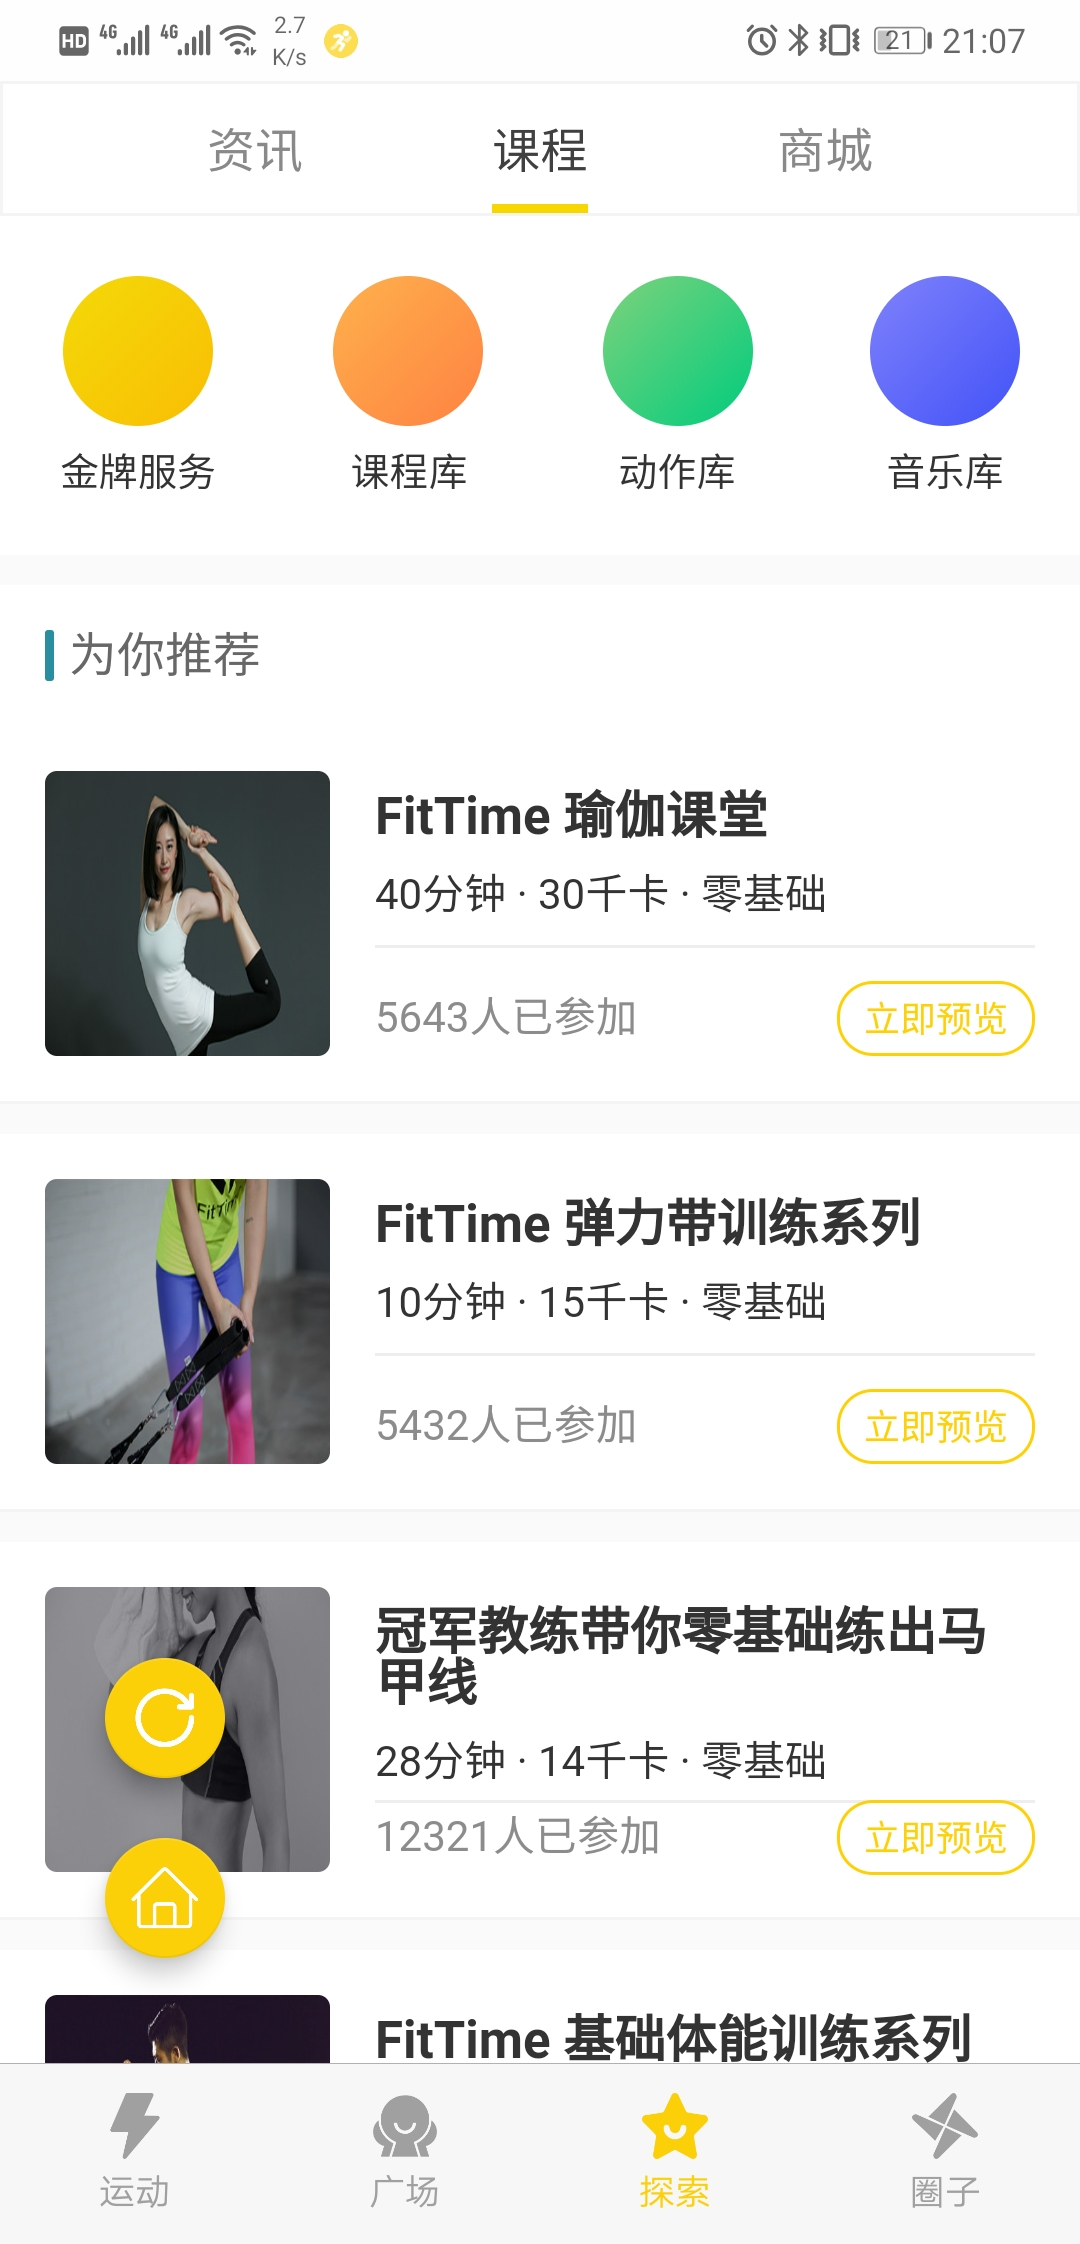 HD 4G 4G 2.7 K/s 21 21:07
资讯 课程 商城
金牌服务 课程库 动作库 音乐库
为你推荐
FitTime 瑜伽课堂
40分钟 · 30千卡 · 零基础
5643人已参加 立即预览
FitTime
FitTime 弹力带训练系列
10分钟 · 15千卡 · 零基础
5432人已参加 立即预览
冠军教练带你零基础练出马
甲线
28分钟 · 14千卡 · 零基础
12321人已参加 立即预览
FitTime 基础体能训练系列
运动 广场 探索 圈子